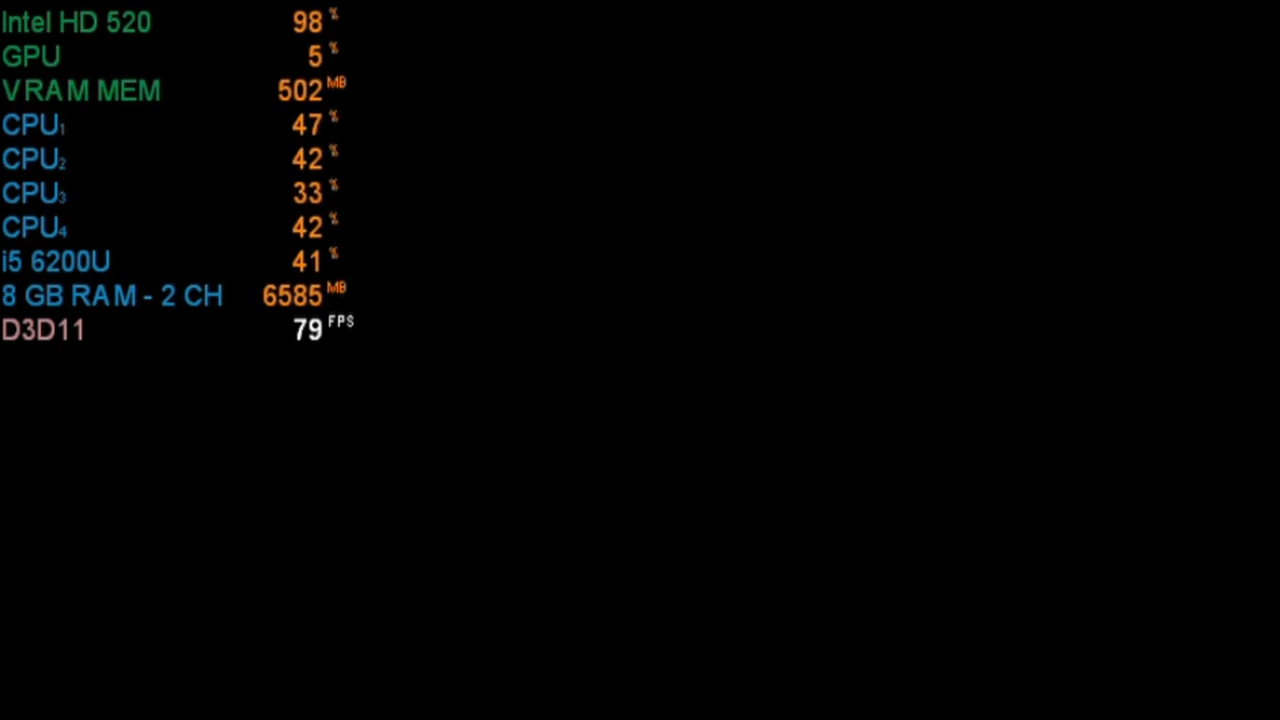 Intel HD 520 98 %
GPU 5 %
VRAM MEM 502 MB
CPU1 47 %
CPU2 42 %
CPU3 33 %
CPU4 42 %
i5 6200U 41 %
8 GB RAM - 2 CH 6585 MB
D3D11 79 FPS